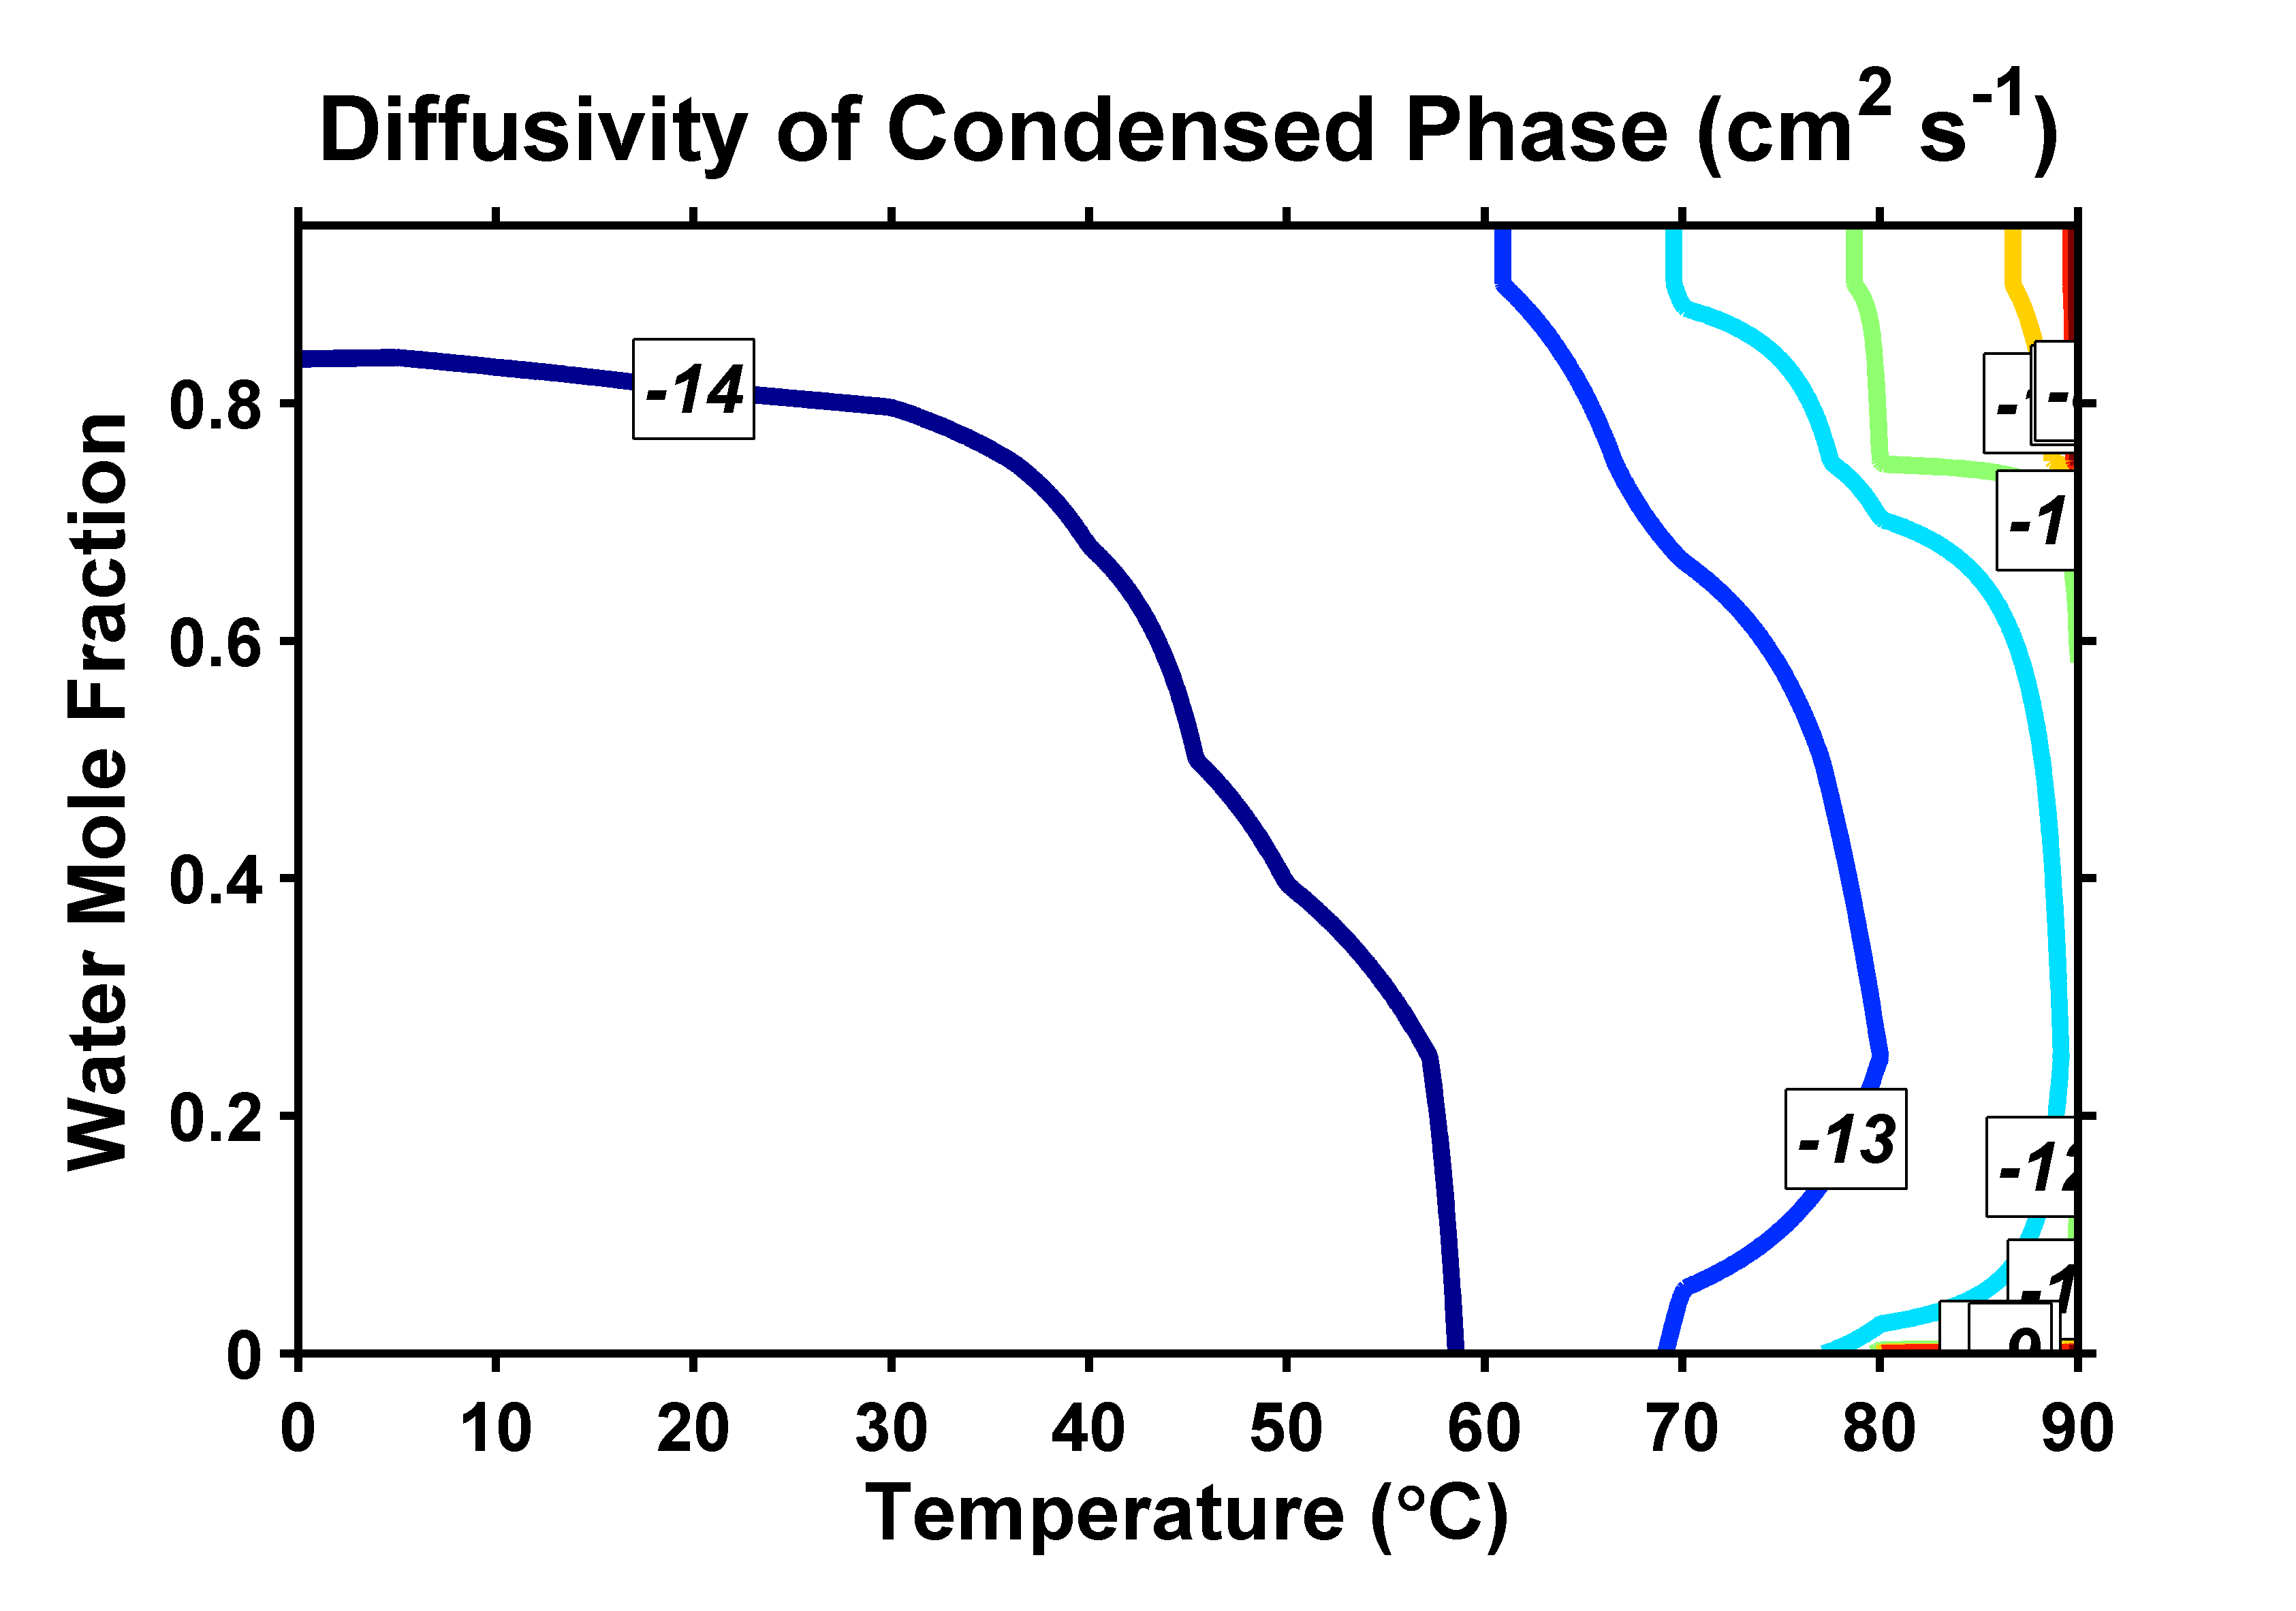 Diffusivity of Condensed Phase (cm² s⁻¹)
Water Mole Fraction
0.8
0.6
0.4
0.2
0
-14
-13
-12
0 10 20 30 40 50 60 70 80 90
Temperature (°C)